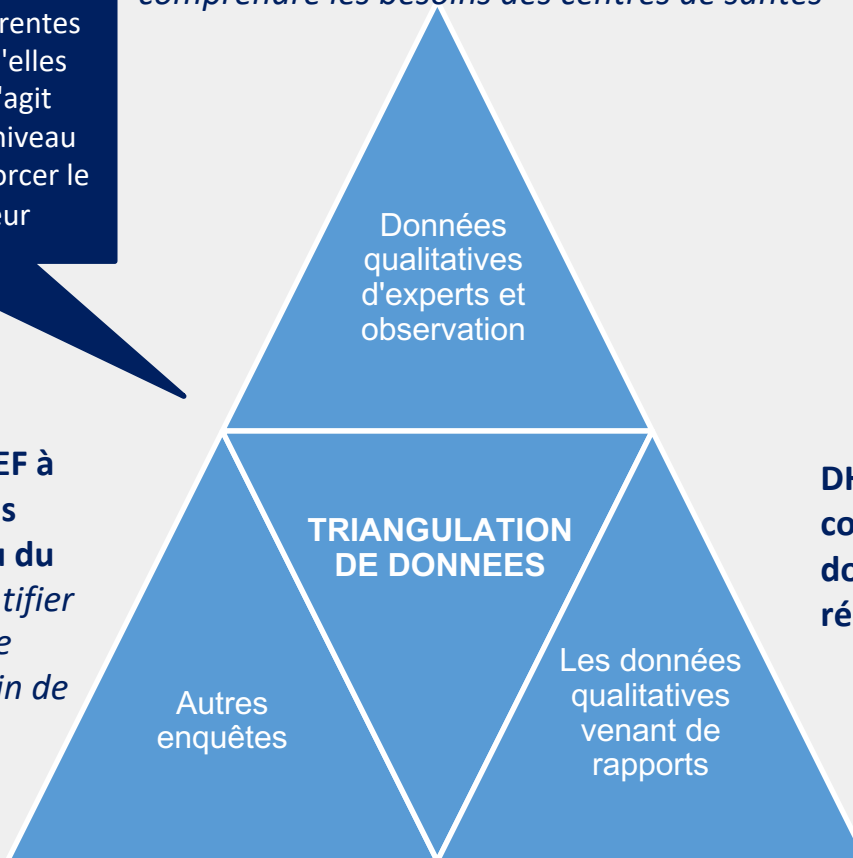 comprendre les besoins des centres de santés
rentes
'elles
'agit
niveau
orcer le
eur
Données
qualitatives
d'experts et
observation
EF à
s
du
tifier
e
in de
TRIANGULATION
DE DONNEES
DH
co
do
ré
Autres
enquêtes
Les données
qualitatives
venant de
rapports